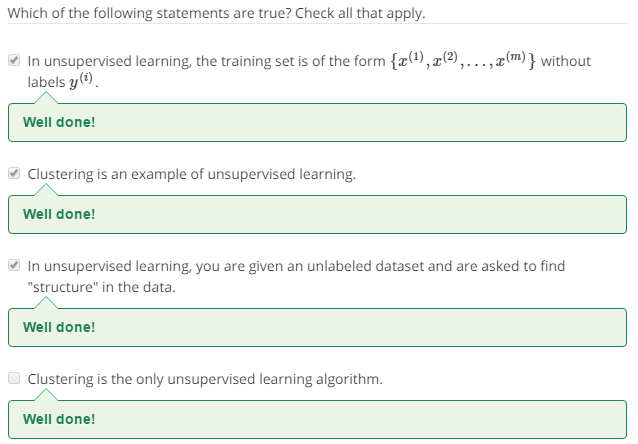 Which of the following statements are true? Check all that apply.
In unsupervised learning, the training set is of the form {x^(1), x^(2), . . . , x^(m)} without
labels y^(i).
Well done!
Clustering is an example of unsupervised learning.
Well done!
In unsupervised learning, you are given an unlabeled dataset and are asked to find
"structure" in the data.
Well done!
Clustering is the only unsupervised learning algorithm.
Well done!